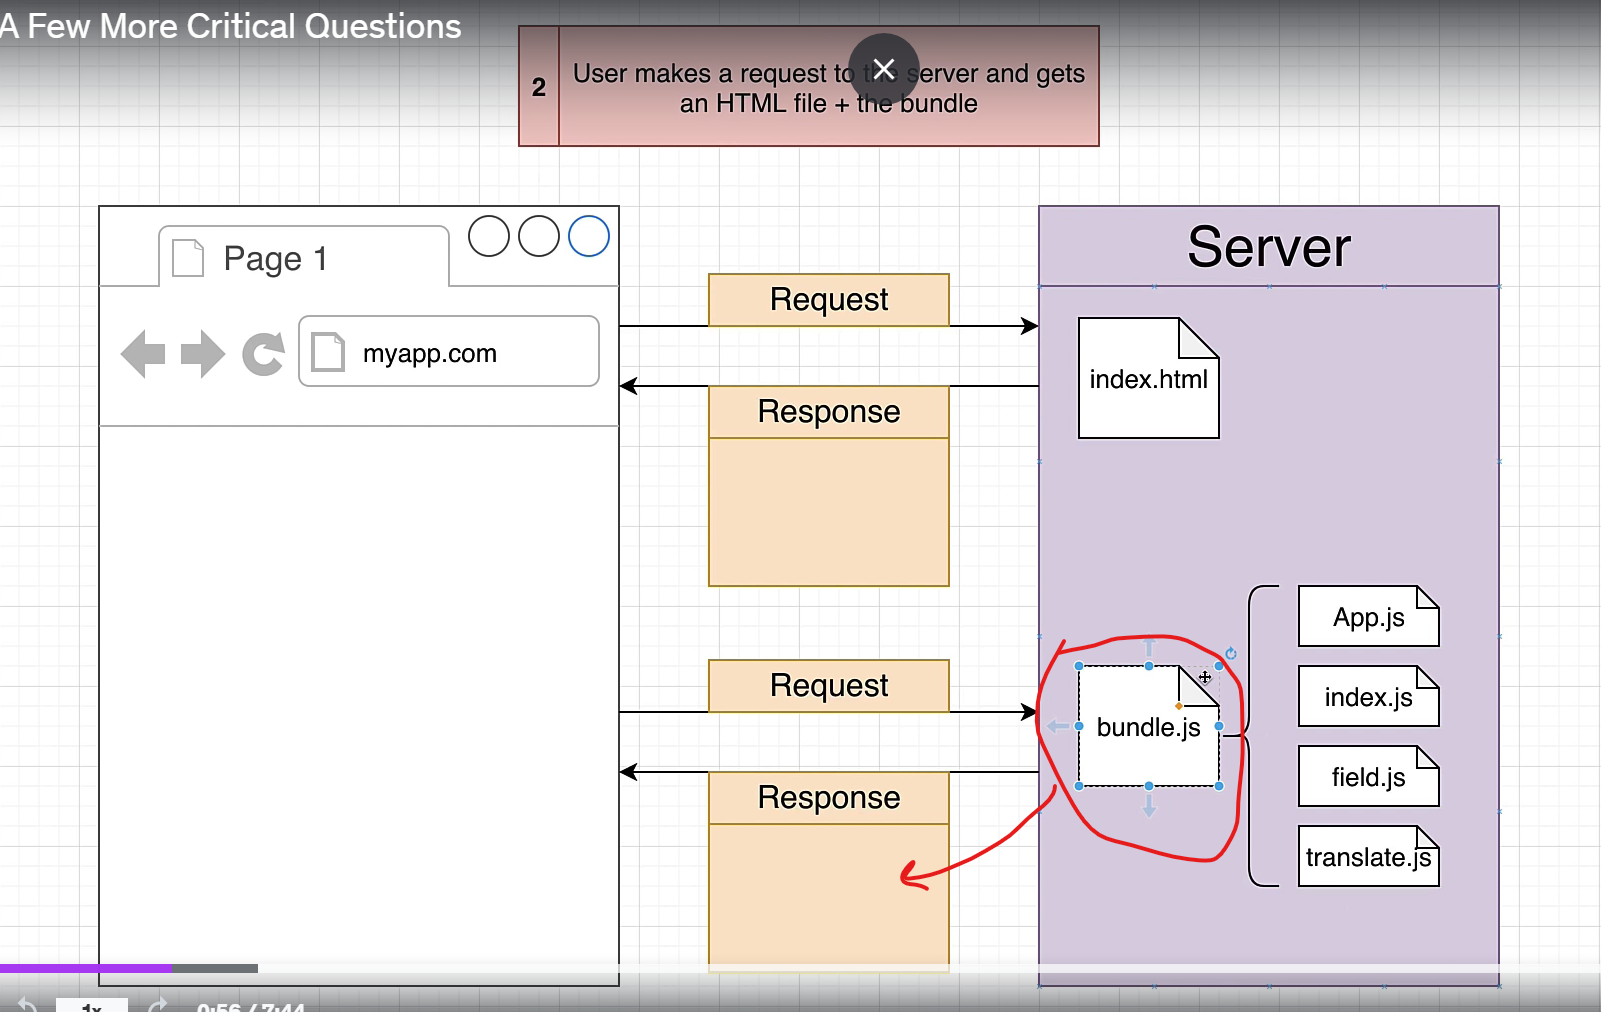 A Few More Critical Questions
2
User makes a request to the server and gets
an HTML file + the bundle
Page 1
myapp.com
Request
Response
Request
Response
Server
index.html
bundle.js
App.js
index.js
field.js
translate.js
1x
0:56 / 7:44